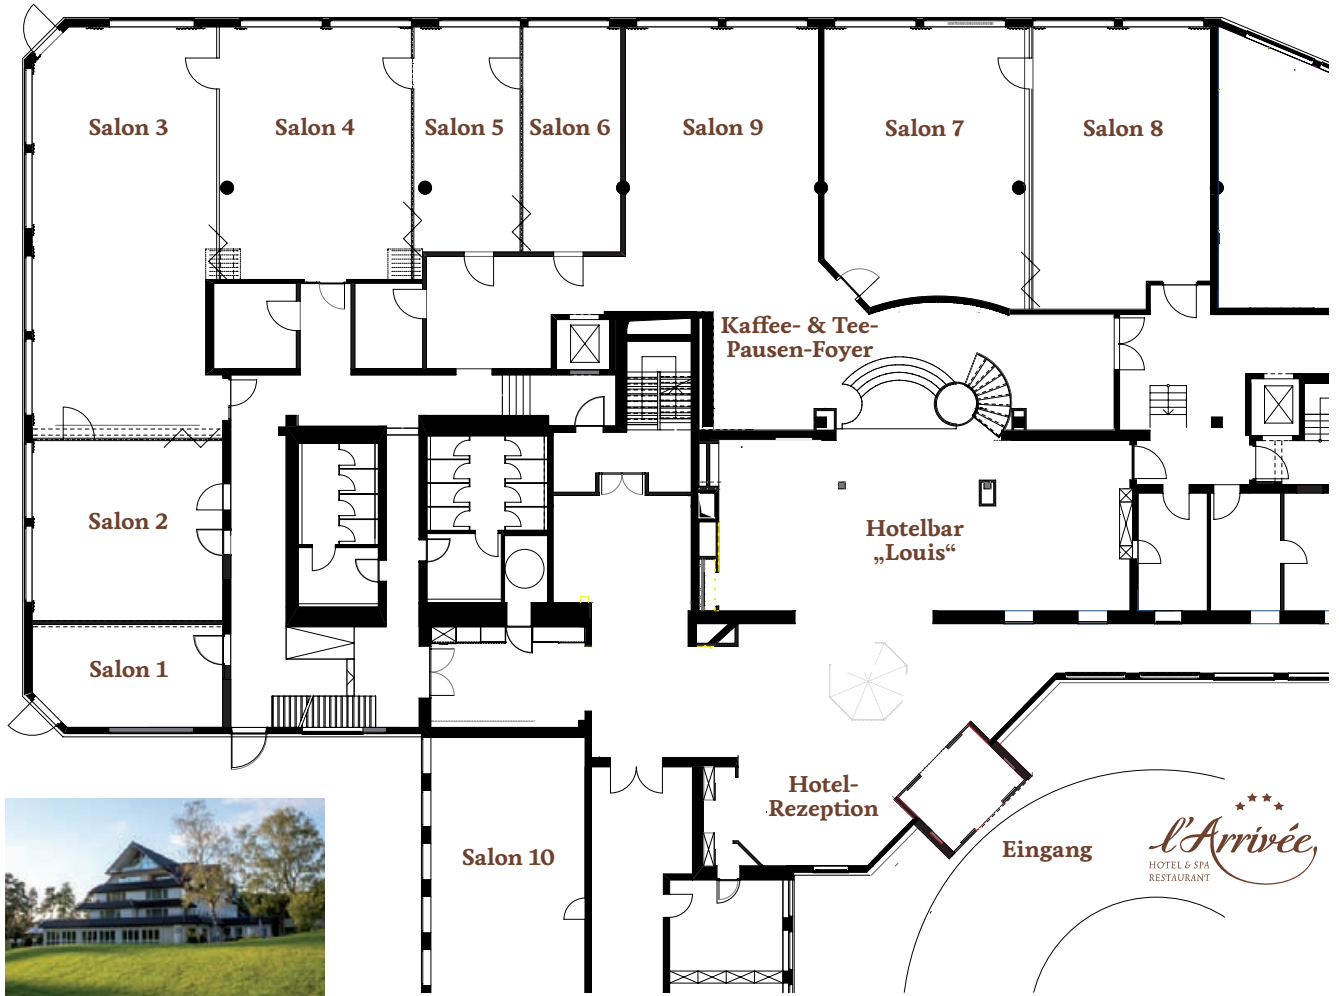 Salon 3
Salon 4
Salon 5
Salon 6
Salon 9
Salon 7
Salon 8
Kaffee- & Tee-
Pausen-Foyer
Salon 2
Hotelbar
„Louis“
Salon 1
Hotel-
Rezeption
Salon 10
Eingang
l'Arrivée
HOTEL & SPA
RESTAURANT